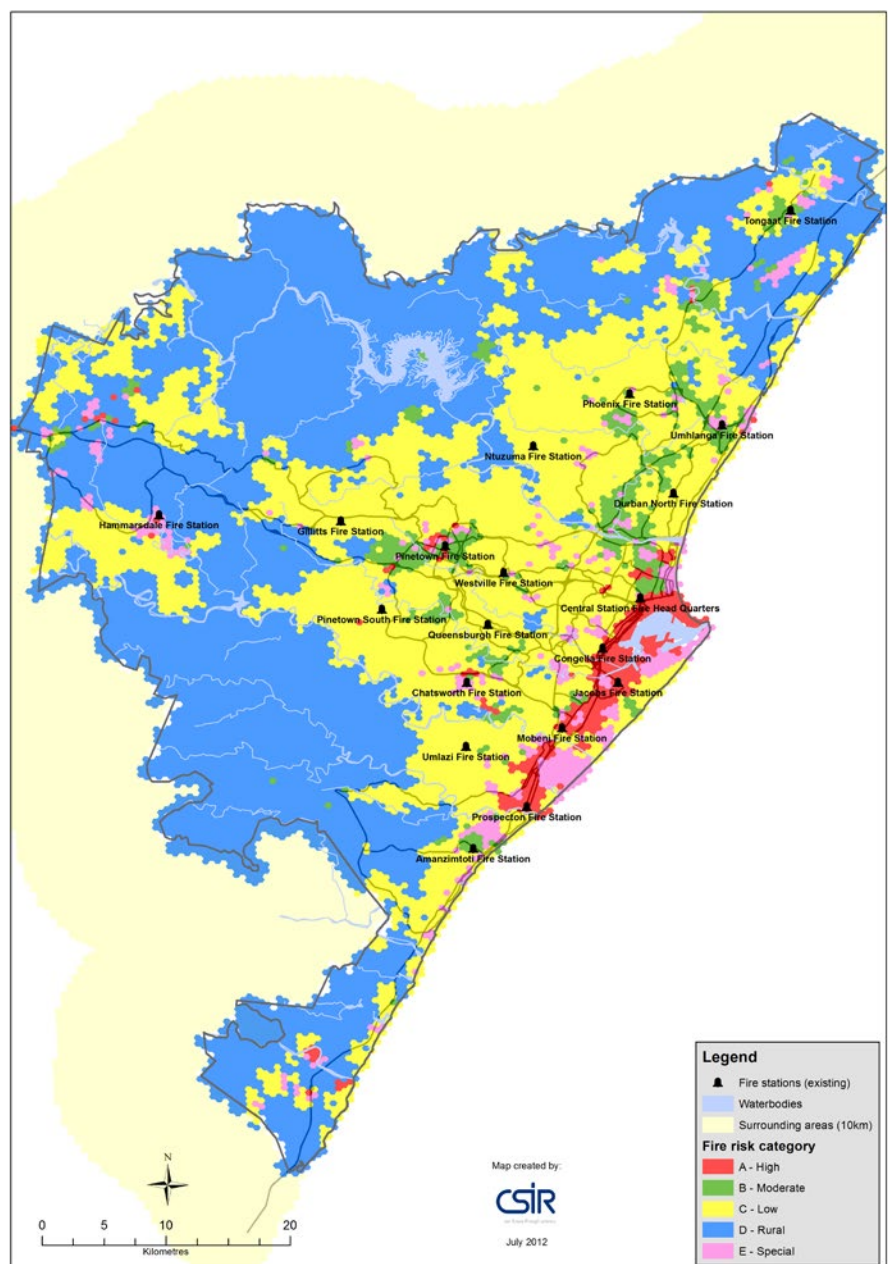 Tongaat Fire Station
Phoenix Fire Station
Umhlanga Fire Station
Ntuzuma Fire Station
Durban North Fire Station
Hammarsdale Fire Station
Gillitts Fire Station
Pinetown Fire Station
Westville Fire Station
Central Station Fire Head Quarters
Pinetown South Fire Station
Queensburgh Fire Station
Congella Fire Station
Chatsworth Fire Station
Jacobs Fire Station
Mobeni Fire Station
Umlazi Fire Station
Prospecton Fire Station
Amanzimtoti Fire Station
N
0 5 10 20
Kilometres
Map created by:
CSIR
our future through science
July 2012
Legend
Fire stations (existing)
Waterbodies
Surrounding areas (10km)
Fire risk category
A - High
B - Moderate
C - Low
D - Rural
E - Special